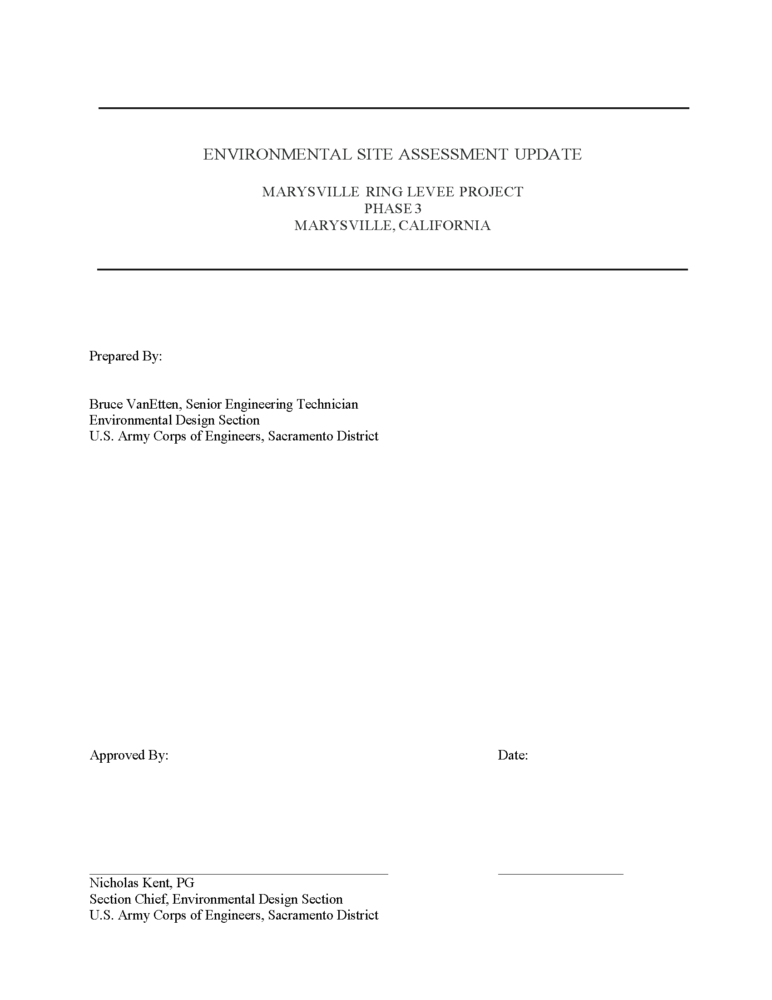 ENVIRONMENTAL SITE ASSESSMENT UPDATE
MARYSVILLE RING LEVEE PROJECT
PHASE 3
MARYSVILLE, CALIFORNIA
Prepared By:
Bruce VanEtten, Senior Engineering Technician
Environmental Design Section
U.S. Army Corps of Engineers, Sacramento District
Approved By: Date:
Nicholas Kent, PG
Section Chief, Environmental Design Section
U.S. Army Corps of Engineers, Sacramento District